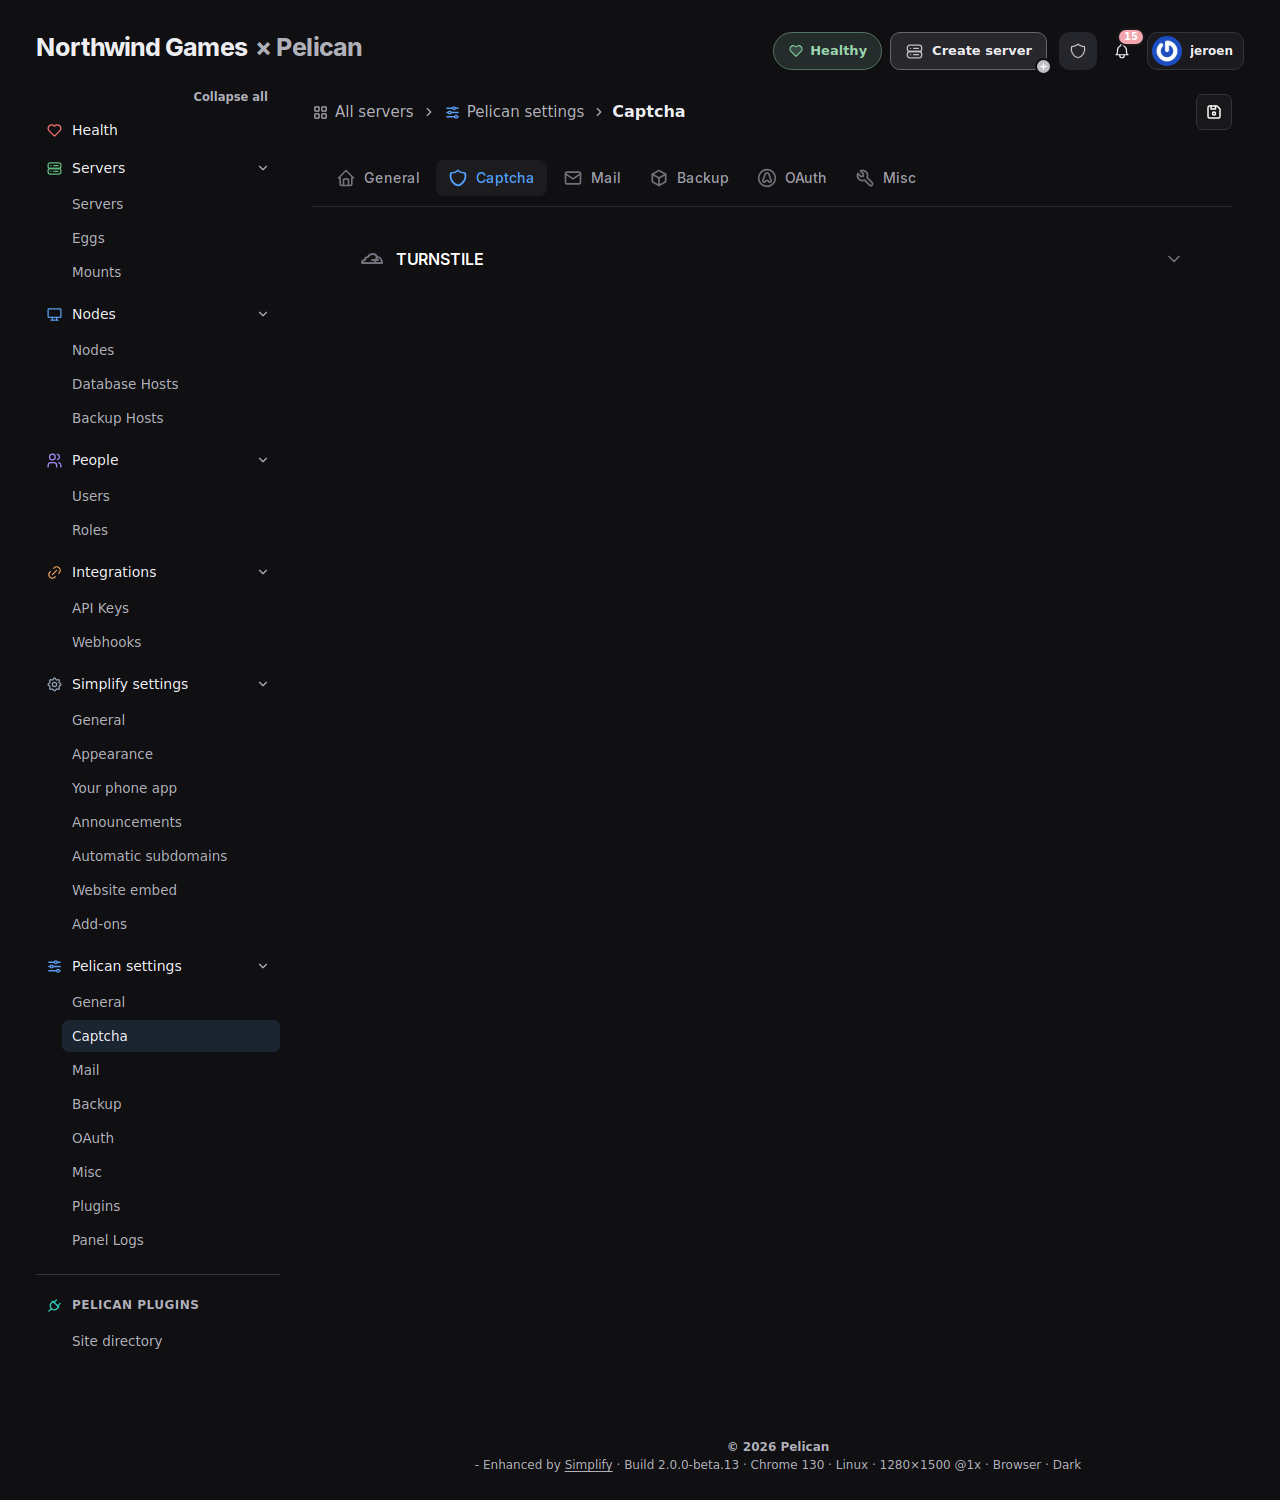 Northwind Games × Pelican
Healthy
Create server
15
jeroen
Collapse all
Health
Servers
Servers
Eggs
Mounts
Nodes
Nodes
Database Hosts
Backup Hosts
People
Users
Roles
Integrations
API Keys
Webhooks
Simplify settings
General
Appearance
Your phone app
Announcements
Automatic subdomains
Website embed
Add-ons
Pelican settings
General
Captcha
Mail
Backup
OAuth
Misc
Plugins
Panel Logs
PELICAN PLUGINS
Site directory
All servers › Pelican settings › Captcha
General Captcha Mail Backup OAuth Misc
TURNSTILE
© 2026 Pelican
- Enhanced by Simplify · Build 2.0.0-beta.13 · Chrome 130 · Linux · 1280×1500 @1x · Browser · Dark